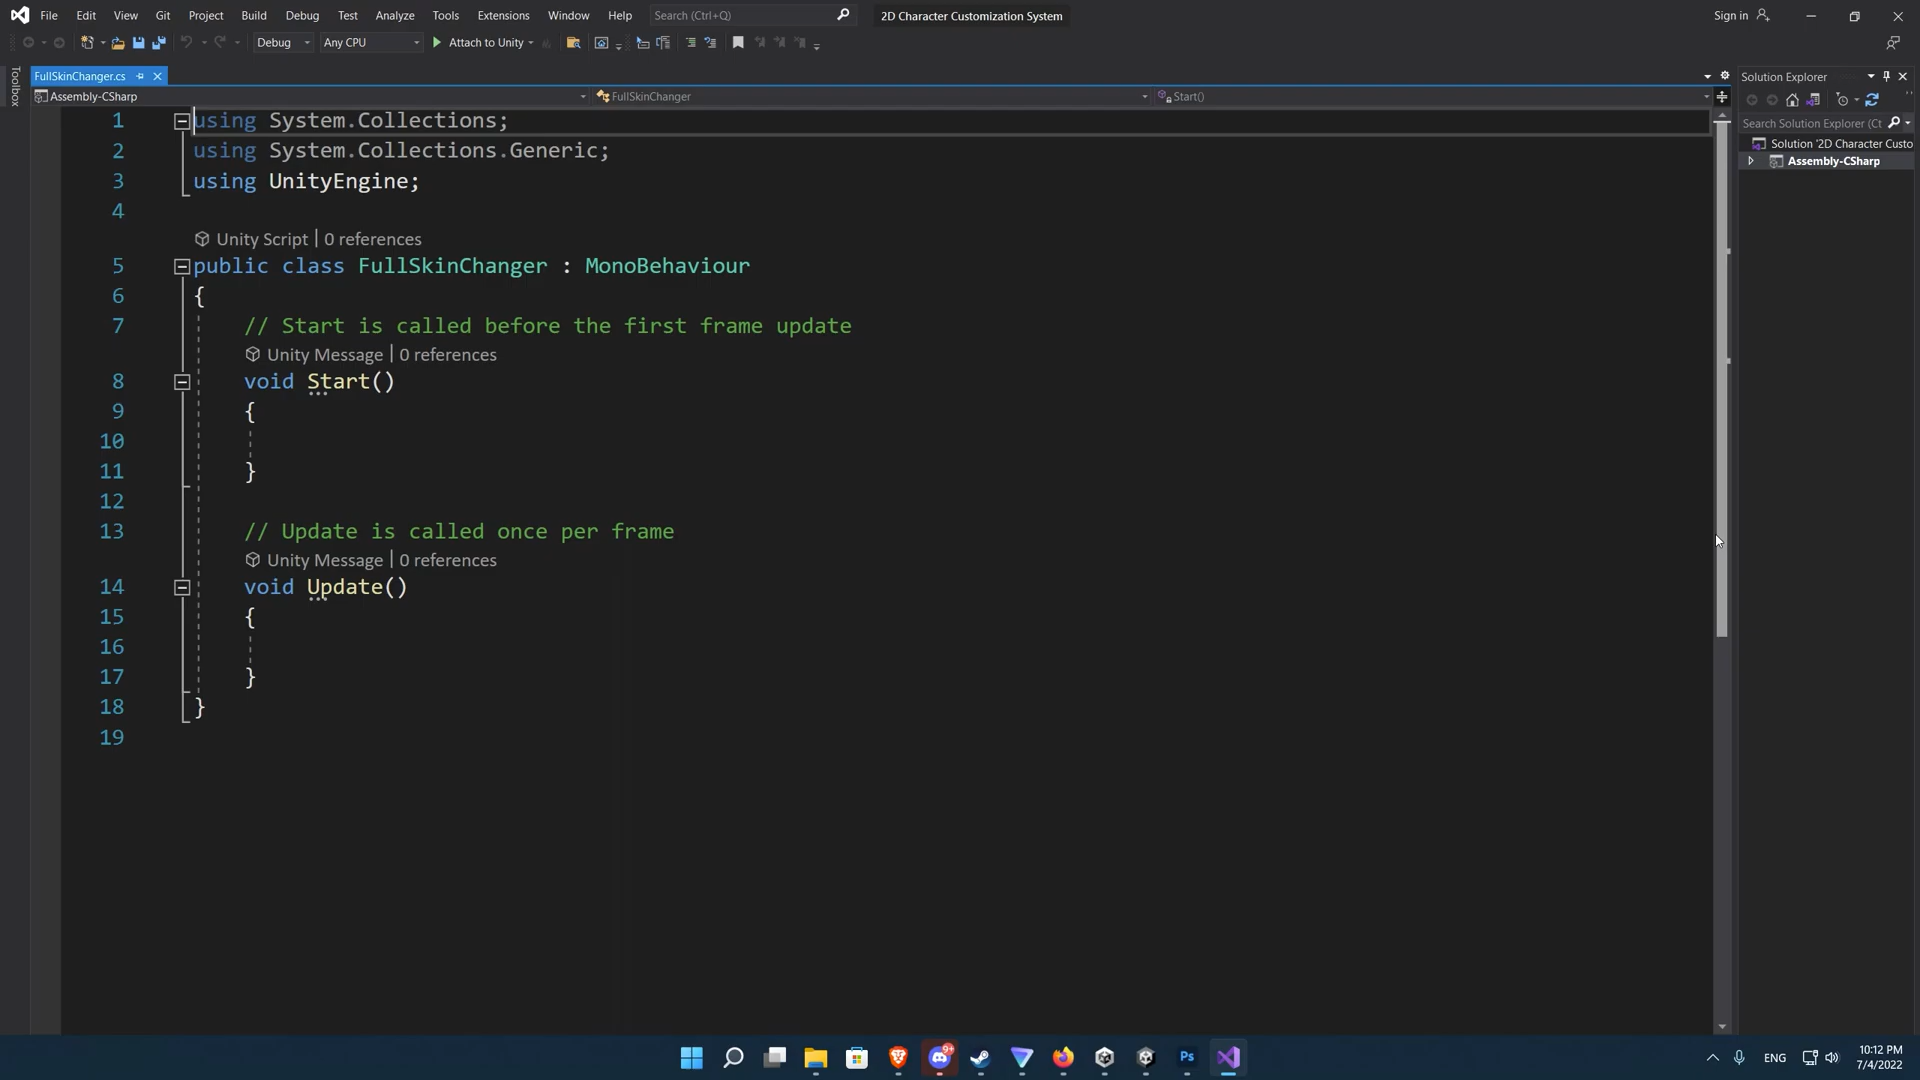 File Edit View Git Project Build Debug Test Analyze Tools Extensions Window Help Search (Ctrl+Q) 2D Character Customization System Sign in
Debug Any CPU Attach to Unity
Toolbox
FullSkinChanger.cs
Assembly-CSharp FullSkinChanger Start()
1 using System.Collections;
2 using System.Collections.Generic;
3 using UnityEngine;
4
Unity Script | 0 references
5 public class FullSkinChanger : MonoBehaviour
6 {
7 // Start is called before the first frame update
Unity Message | 0 references
8 void Start()
9 {
10
11 }
12
13 // Update is called once per frame
Unity Message | 0 references
14 void Update()
15 {
16
17 }
18 }
19
Solution Explorer
Search Solution Explorer (Ct
Solution '2D Character Custo
Assembly-CSharp
9+
Ps
ENG
10:12 PM
7/4/2022